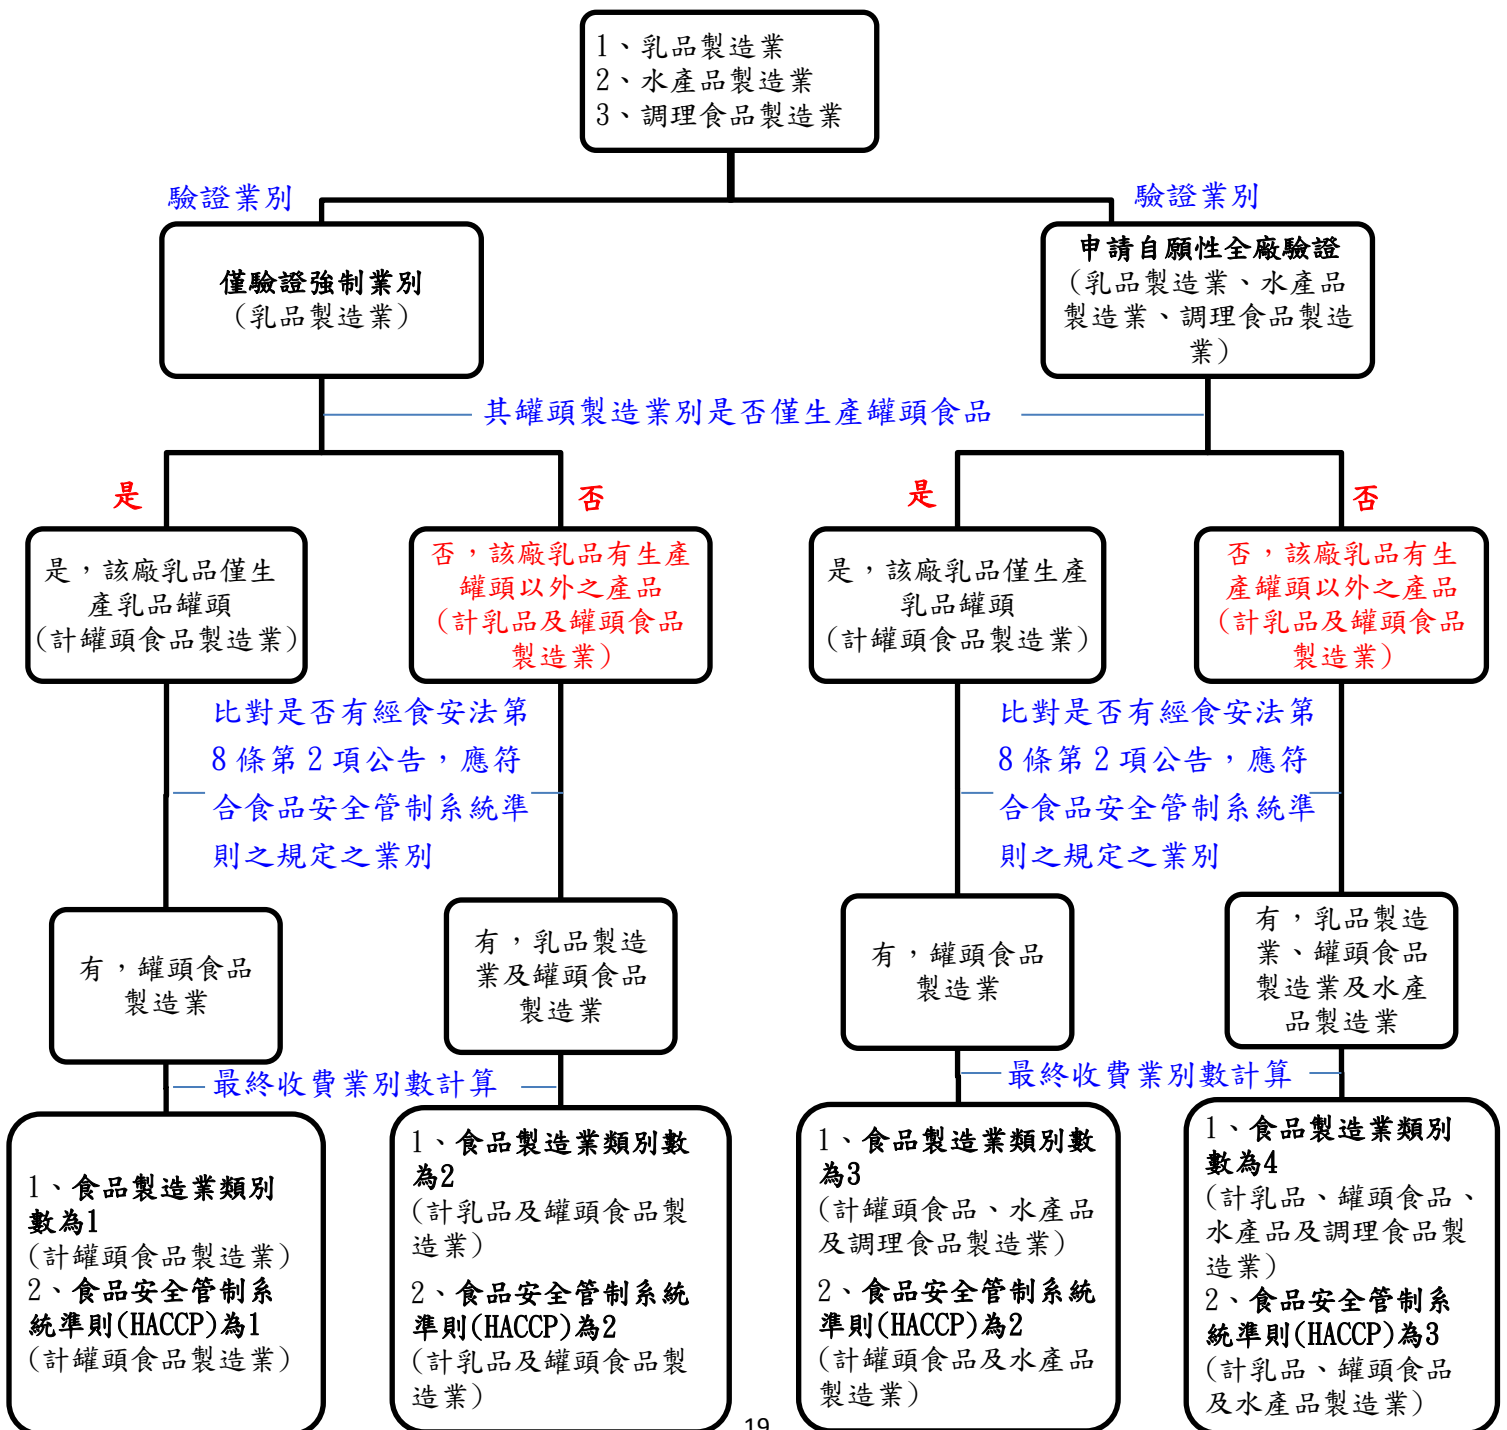 1、乳品製造業
2、水產品製造業
3、調理食品製造業
驗證業別
驗證業別
僅驗證強制業別
(乳品製造業)
申請自願性全廠驗證
(乳品製造業、水產品
製造業、調理食品製造
業)
其罐頭製造業別是否僅生產罐頭食品
是
否
是
否
是，該廠乳品僅生
產乳品罐頭
(計罐頭食品製造業)
否，該廠乳品有生產
罐頭以外之產品
(計乳品及罐頭食品
製造業)
是，該廠乳品僅生產
乳品罐頭
(計罐頭食品製造業)
否，該廠乳品有生
產罐頭以外之產品
(計乳品及罐頭食品
製造業)
比對是否有經食安法第
8 條第 2 項公告，應符
合食品安全管制系統準
則之規定之業別
比對是否有經食安法第
8 條第 2 項公告，應符
合食品安全管制系統準
則之規定之業別
有，罐頭食品
製造業
有，乳品製造
業及罐頭食品
製造業
有，罐頭食品
製造業
有，乳品製造
業、罐頭食品
製造業及水產
品製造業
最終收費業別數計算
最終收費業別數計算
1、食品製造業類別
數為1
(計罐頭食品製造業)
2、食品安全管制系
統準則(HACCP)為1
(計罐頭食品製造業)
1、食品製造業類別數
為2
(計乳品及罐頭食品製
造業)
2、食品安全管制系統
準則(HACCP)為2
(計乳品及罐頭食品製
造業)
1、食品製造業類別數
為3
(計罐頭食品、水產品
及調理食品製造業)
2、食品安全管制系統
準則(HACCP)為2
(計罐頭食品及水產品
製造業)
1、食品製造業類別
數為4
(計乳品、罐頭食品、
水產品及調理食品製
造業)
2、食品安全管制系
統準則(HACCP)為3
(計乳品、罐頭食品
及水產品製造業)
19